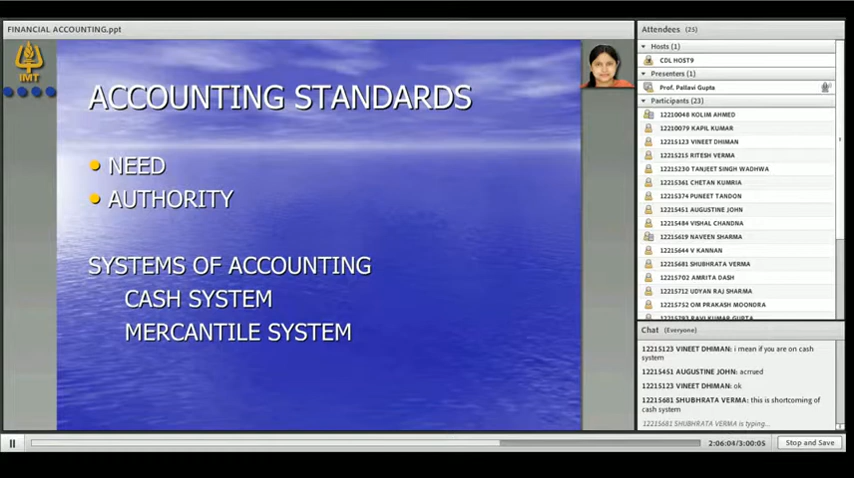 FINANCIAL ACCOUNTING.ppt
IMT
ACCOUNTING STANDARDS
NEED
AUTHORITY
SYSTEMS OF ACCOUNTING
CASH SYSTEM
MERCANTILE SYSTEM
Attendees (25)
Hosts (1)
CDL HOST9
Presenters (1)
Prof. Pallavi Gupta
Participants (23)
12210048 KOLIM AHMED
12210079 KAPIL KUMAR
12215123 VINEET DHIMAN
12215215 RITESH VERMA
12215230 TANJEET SINGH WADHWA
12215361 CHETAN KUMRIA
12215374 PUNEET TANDON
12215451 AUGUSTINE JOHN
12215484 VISHAL CHANDNA
12215619 NAVEEN SHARMA
12215644 V KANNAN
12215681 SHUBHRATA VERMA
12215702 AMRITA DASH
12215712 UDYAN RAJ SHARMA
12215752 OM PRAKASH MOONDRA
12215793 RAVI KUMAR GUPTA
Chat (Everyone)
12215123 VINEET DHIMAN: i mean if you are on cash
system
12215451 AUGUSTINE JOHN: accrued
12215123 VINEET DHIMAN: ok
12215681 SHUBHRATA VERMA: this is shortcoming of
cash system
12215681 SHUBHRATA VERMA is typing...
2:06:04/3:00:05
Stop and Save